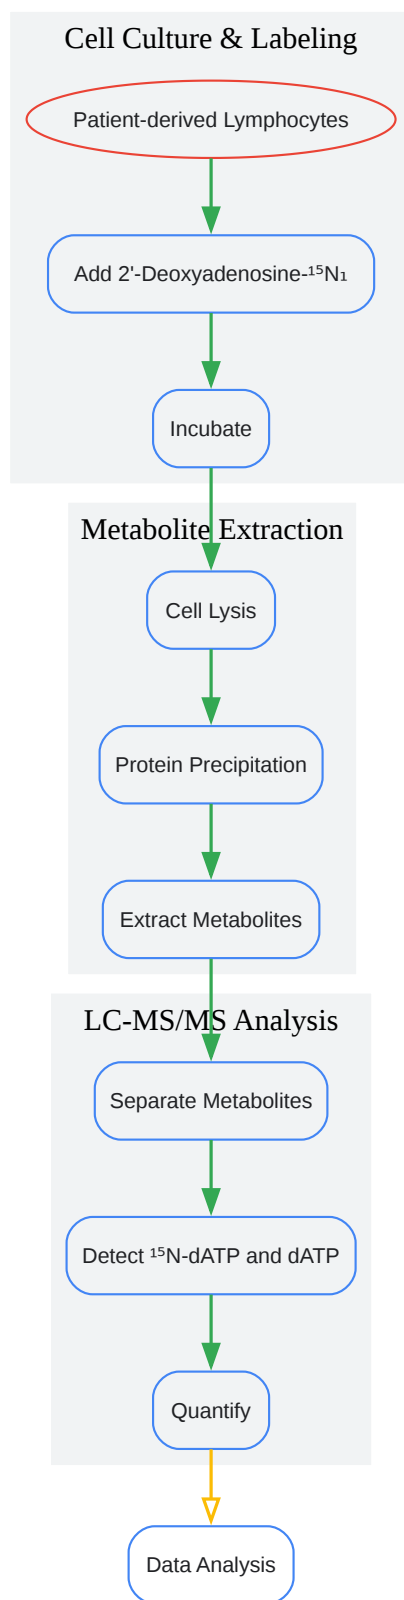 Cell Culture & Labeling
Patient-derived Lymphocytes
Add 2'-Deoxyadenosine-¹⁵N₁
Incubate
Metabolite Extraction
Cell Lysis
Protein Precipitation
Extract Metabolites
LC-MS/MS Analysis
Separate Metabolites
Detect ¹⁵N-dATP and dATP
Quantify
Data Analysis